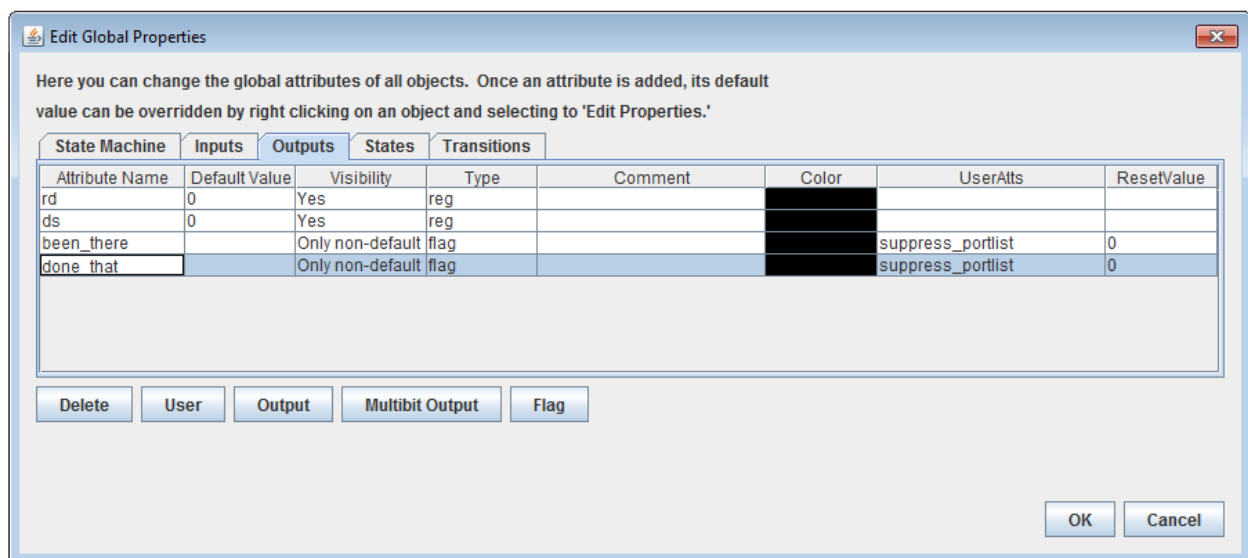 Edit Global Properties
Here you can change the global attributes of all objects.  Once an attribute is added, its default
value can be overridden by right clicking on an object and selecting to 'Edit Properties.'
State Machine Inputs Outputs States Transitions
Attribute Name Default Value Visibility Type Comment Color UserAtts ResetValue
rd 0 Yes reg
ds 0 Yes reg
been_there Only non-default flag suppress_portlist 0
done_that Only non-default flag suppress_portlist 0
Delete User Output Multibit Output Flag
OK Cancel